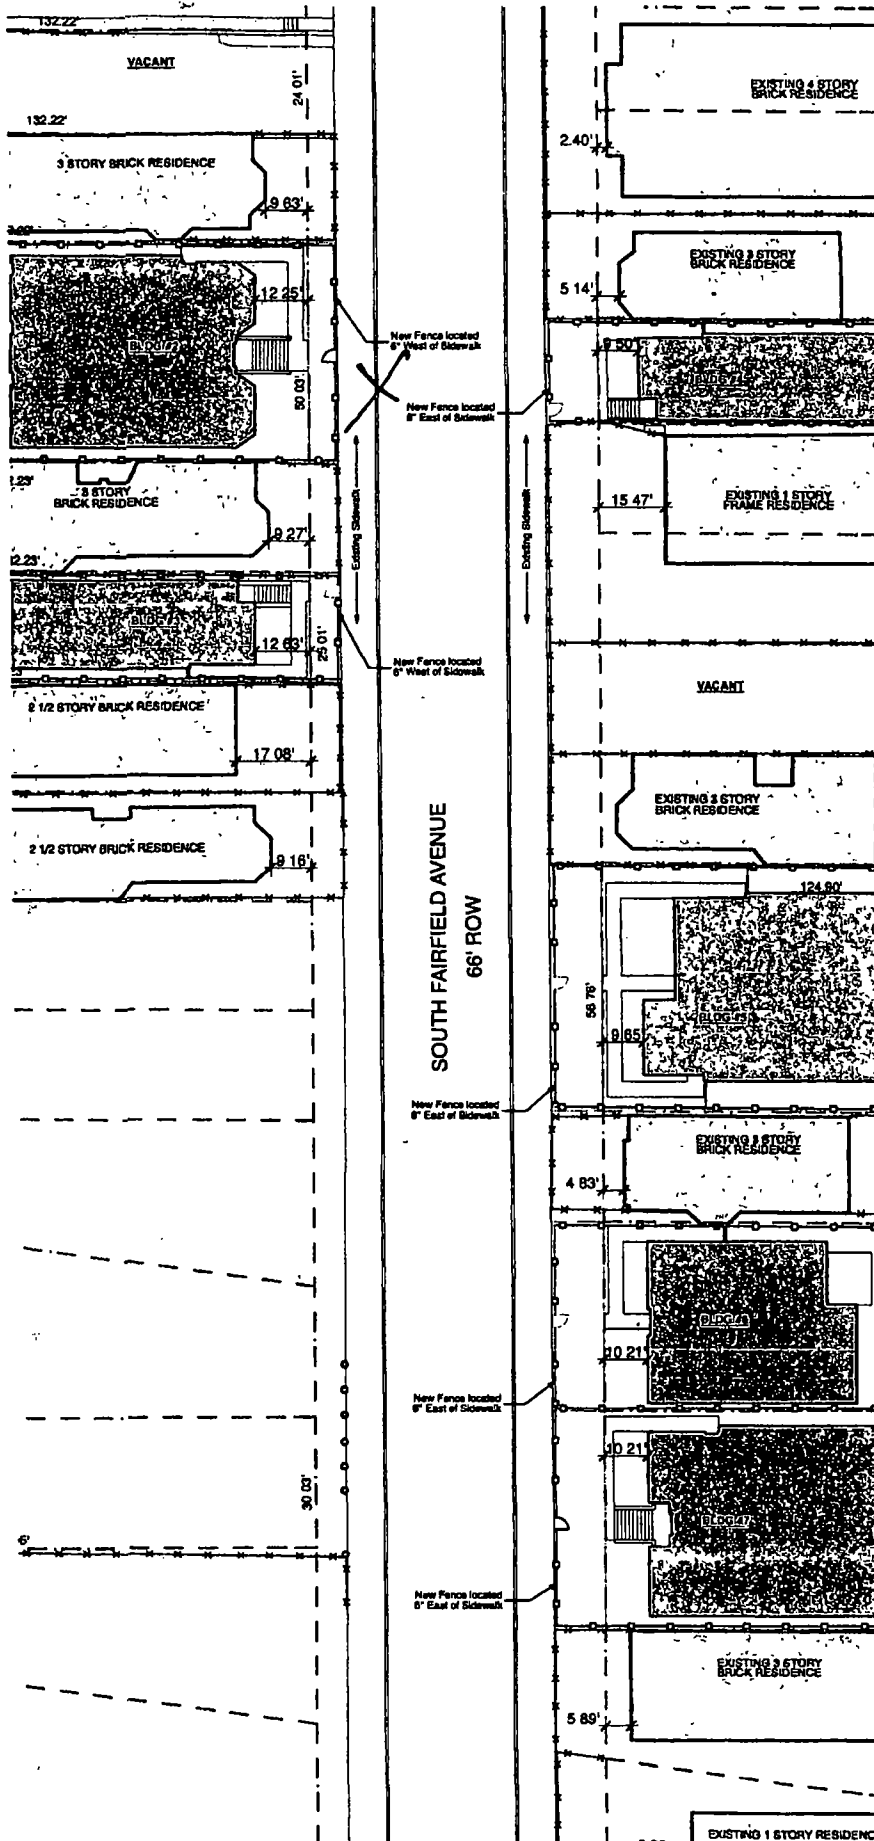 132.22'
VACANT
24 01'
132.22'
3 STORY BRICK RESIDENCE
9 63'
12 25'
50 03'
New Fence located
6" West of Sidewalk
3 STORY
BRICK RESIDENCE
9 27'
Existing Sidewalk
12 63'
25 01'
New Fence located
6" West of Sidewalk
2 1/2 STORY BRICK RESIDENCE
17 08'
2 1/2 STORY BRICK RESIDENCE
9 16'
30 03'
SOUTH FAIRFIELD AVENUE
66' ROW
EXISTING 4 STORY
BRICK RESIDENCE
2.40'
EXISTING 3 STORY
BRICK RESIDENCE
5 14'
9 50'
New Fence located
6" East of Sidewalk
Existing Sidewalk
EXISTING 1 STORY
FRAME RESIDENCE
15 47'
VACANT
EXISTING 3 STORY
BRICK RESIDENCE
124.90'
56 76'
9 65'
New Fence located
6" East of Sidewalk
EXISTING 3 STORY
BRICK RESIDENCE
4 83'
BLDG
10 21'
New Fence located
6" East of Sidewalk
10 21'
BLDG #7
New Fence located
6" East of Sidewalk
EXISTING 3 STORY
BRICK RESIDENCE
5 89'
EXISTING 1 STORY